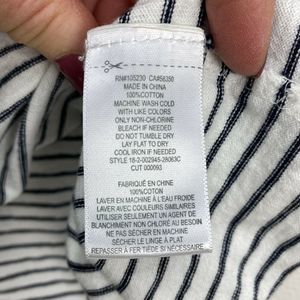 RN#105230 CA#56350
MADE IN CHINA
100%COTTON
MACHINE WASH COLD
WITH LIKE COLORS
ONLY NON-CHLORINE
BLEACH IF NEEDED
DO NOT TUMBLE DRY
LAY FLAT TO DRY
COOL IRON IF NEEDED
STYLE 18-2-002945-28063C
CUT 000093
FABRIQUÉ EN CHINE
100%COTON
LAVER EN MACHINE À L'EAU FROIDE
LAVER AVEC COULEURS SIMILAIRES
UTILISER SEULEMENT UN AGENT DE
BLANCHIMENT NON CHLORÉ AU BESOIN
NE PAS SÉCHER EN MACHINE
SÉCHER LE LINGE À PLAT
REPASSER À FER TIÈDE SI NÉCESSAIRE